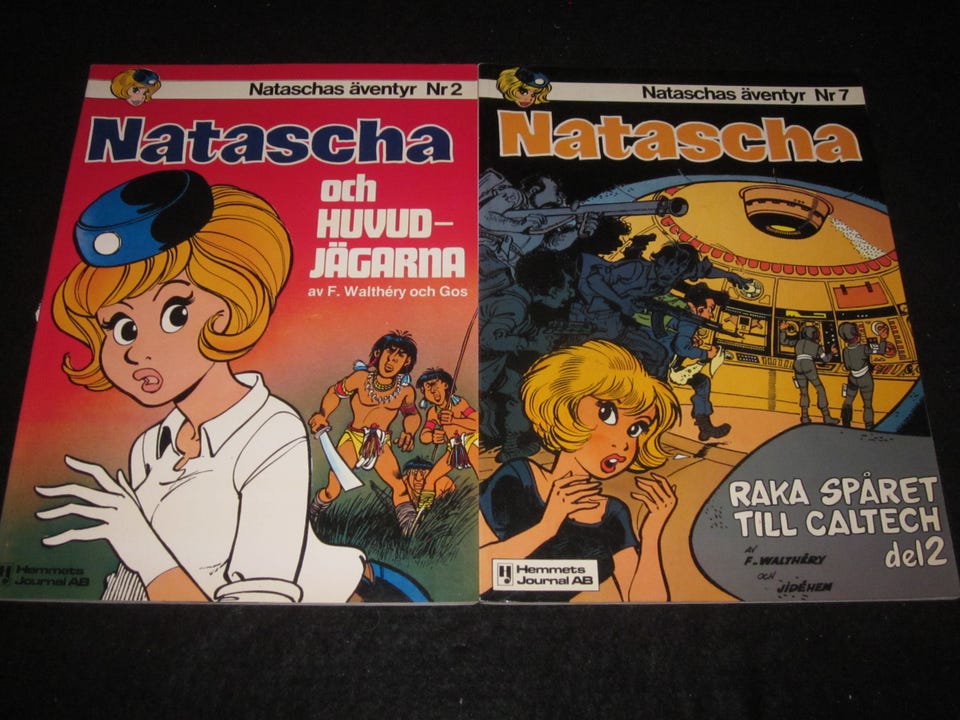 Nataschas äventyr Nr 2
Natascha
och
HUVUD-
JÄGARNA
av F. Walthéry och Gos
H
Hemmets
Journal AB
Nataschas äventyr Nr 7
Natascha
RAKA SPÅRET
TILL CALTECH
del 2
AV
F. WALTHÉRY
OCH
JIDÉHEM
HJ
Hemmets
Journal AB